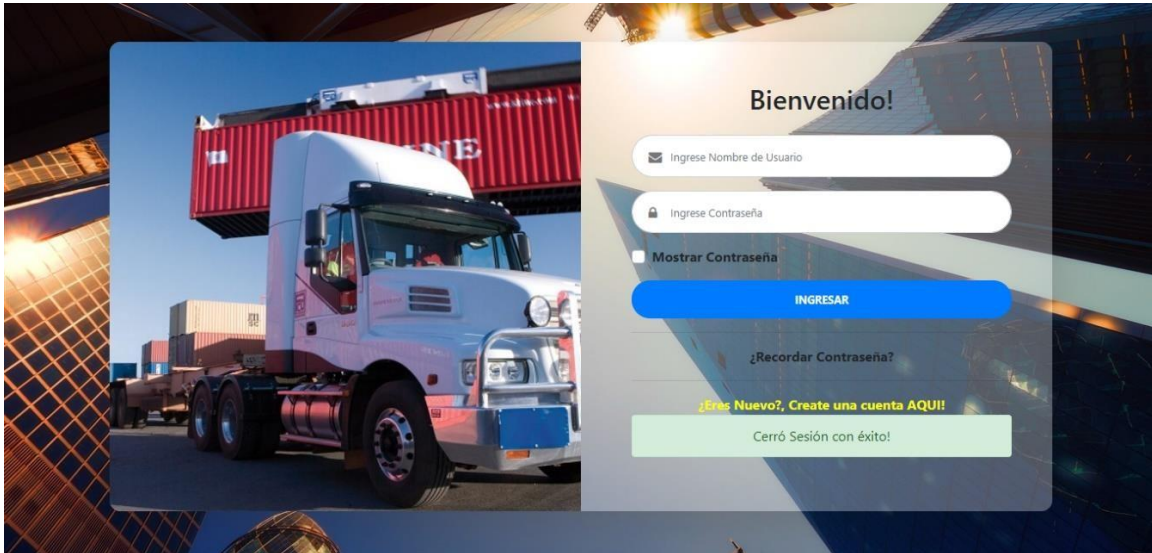 Bienvenido!
Ingrese Nombre de Usuario
Ingrese Contraseña
Mostrar Contraseña
INGRESAR
¿Recordar Contraseña?
¿Eres Nuevo?, Create una cuenta AQUI!
Cerró Sesión con éxito!